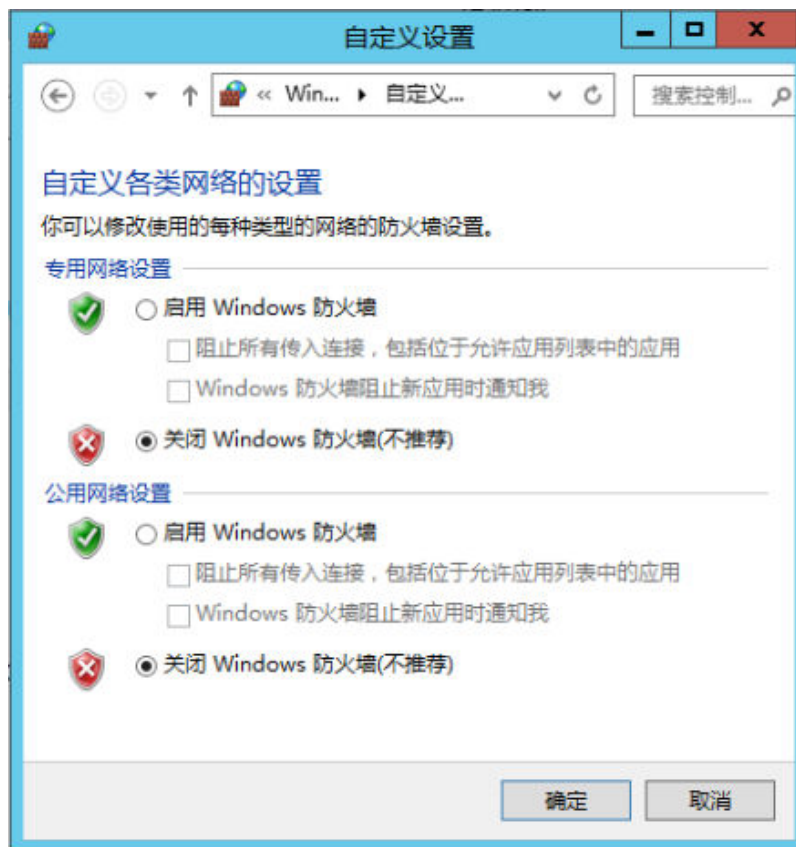 自定义设置
« Win... ▸ 自定义... 搜索控制...
自定义各类网络的设置
你可以修改使用的每种类型的网络的防火墙设置。
专用网络设置
启用 Windows 防火墙
阻止所有传入连接，包括位于允许应用列表中的应用
Windows 防火墙阻止新应用时通知我
关闭 Windows 防火墙(不推荐)
公用网络设置
启用 Windows 防火墙
阻止所有传入连接，包括位于允许应用列表中的应用
Windows 防火墙阻止新应用时通知我
关闭 Windows 防火墙(不推荐)
确定 取消